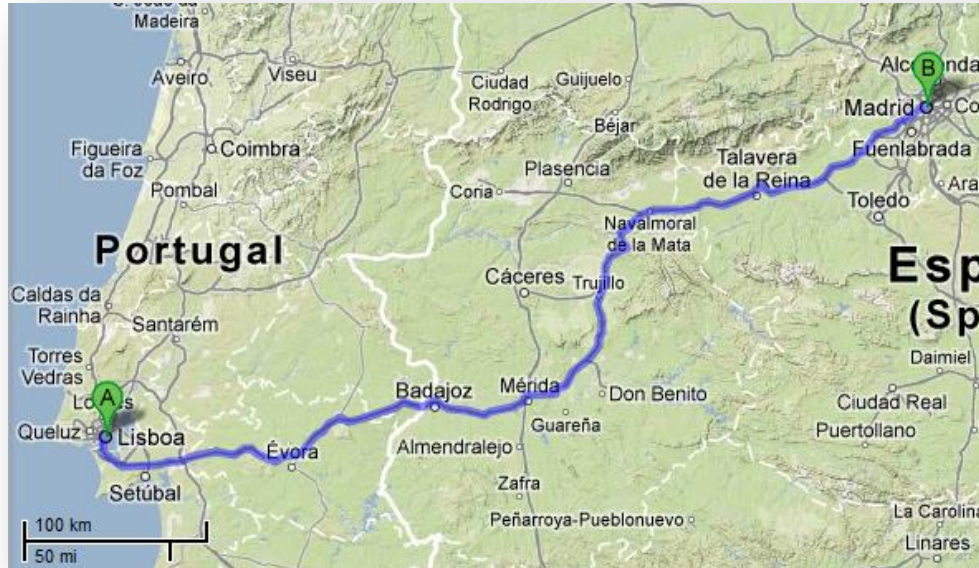 Madeira
Aveiro
Viseu
Ciudad
Rodrigo
Guijuelo
B
Madrid
Co
Béjar
Fuenlabrada
Figueira
da Foz
Coimbra
Plasencia
Talavera
de la Reina
Pombal
Coria
Toledo
Ara
Navalmoral
de la Mata
Portugal
Cáceres
Trujillo
Esp
(Sp
Caldas da
Rainha
Santarém
Torres
Vedras
Daimiel
A
Badajoz
Mérida
Don Benito
Ciudad Real
Queluz
Lisboa
Guareña
Puertollano
Évora
Almendralejo
Setúbal
Zafra
Peñarroya-Pueblonuevo
La Carolina
Linares
100 km
50 mi